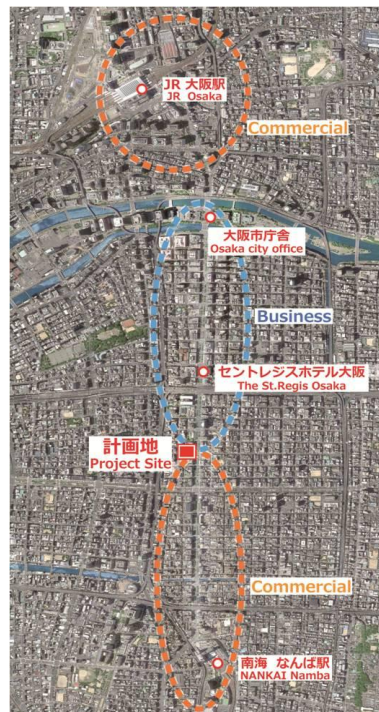 JR 大阪駅
JR Osaka
Commercial
大阪市庁舎
Osaka city office
Business
セントレジスホテル大阪
The St.Regis Osaka
計画地
Project Site
Commercial
南海 なんば駅
NANKAI Namba